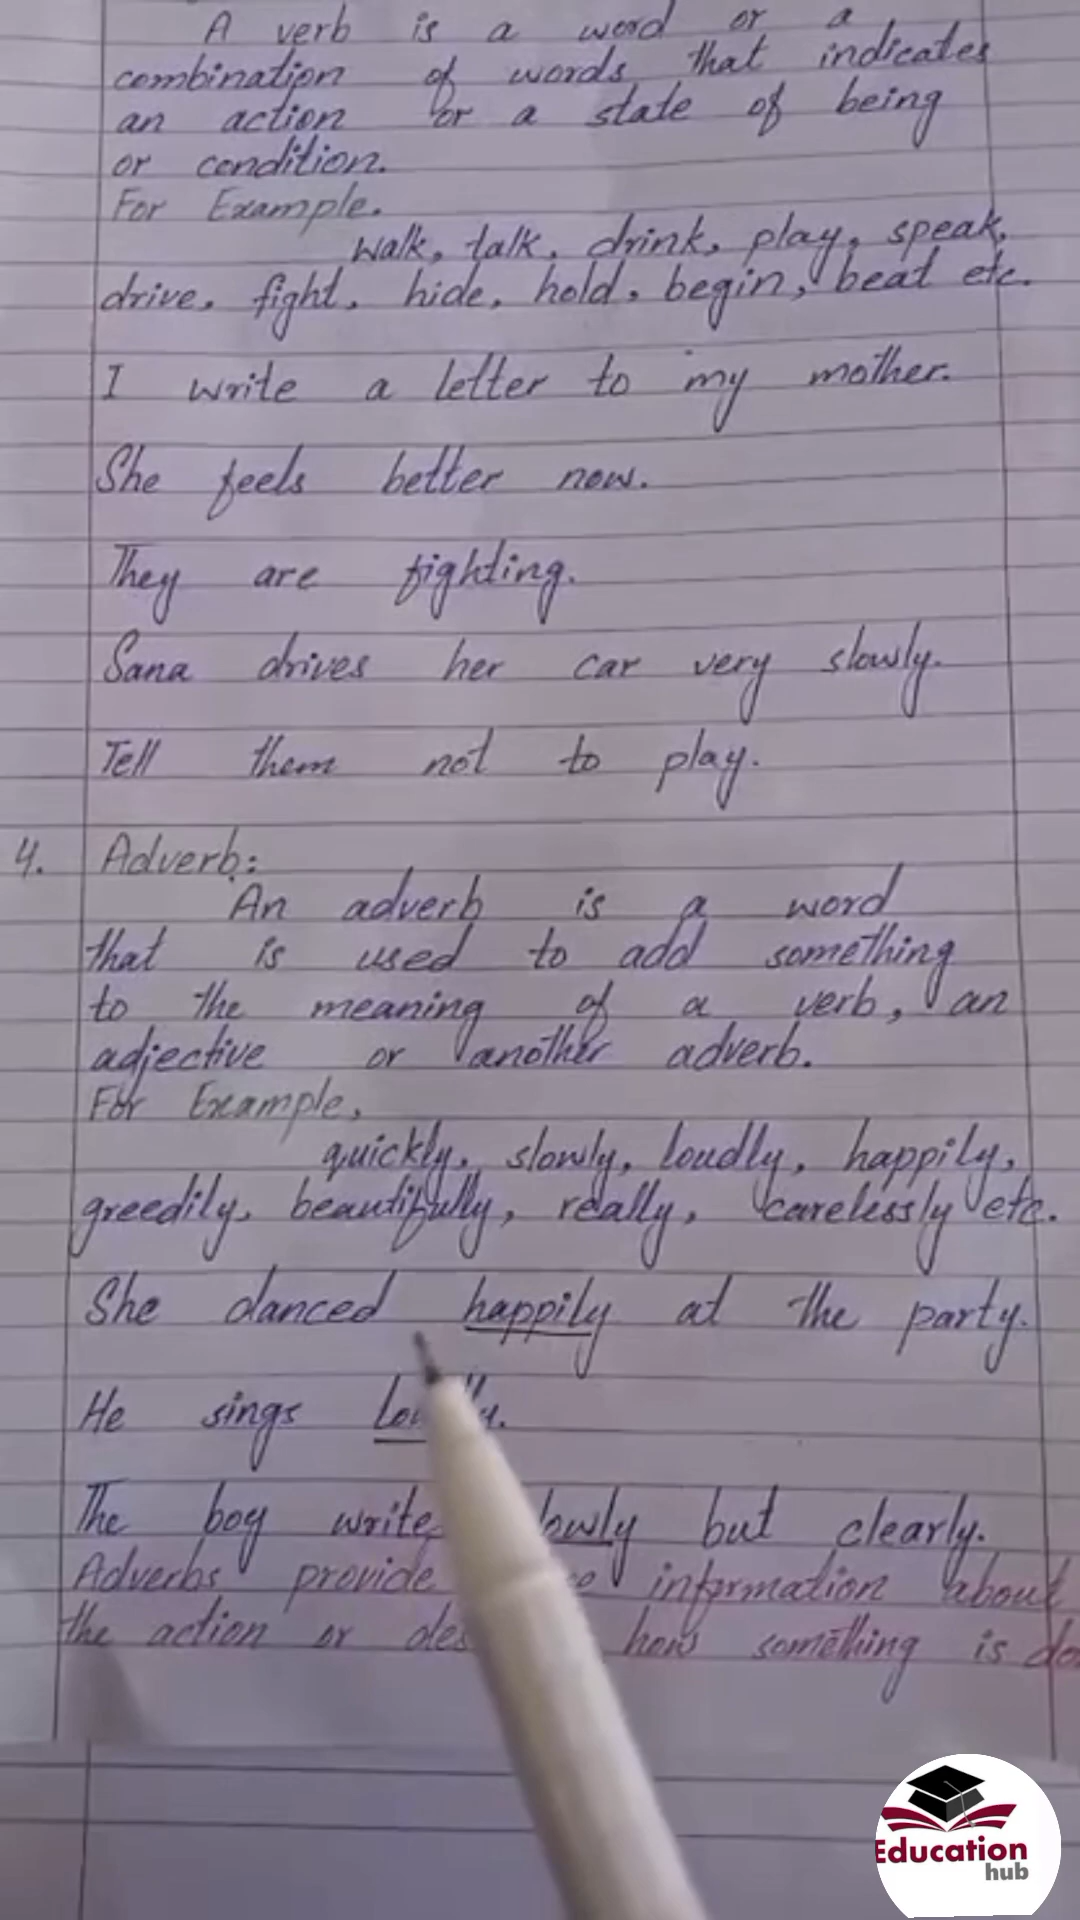 A verb is a word or a
combination of words that indicates
an action or a state of being
or condition.
For Example.
walk, talk, drink, play, speak,
drive, fight, hide, hold, begin, beat etc.
I write a letter to my mother.
She feels better now.
They are fighting.
Sana drives her car very slowly.
Tell them not to play.
4. Adverb:
An adverb is a word
that is used to add something
to the meaning of a verb, an
adjective or another adverb.
For Example,
quickly, slowly, loudly, happily,
greedily, beautifully, really, carelessly etc.
She danced happily at the party.
He sings
The boy but clearly.
Adverbs provide information about
the action or how something is
Education
hub